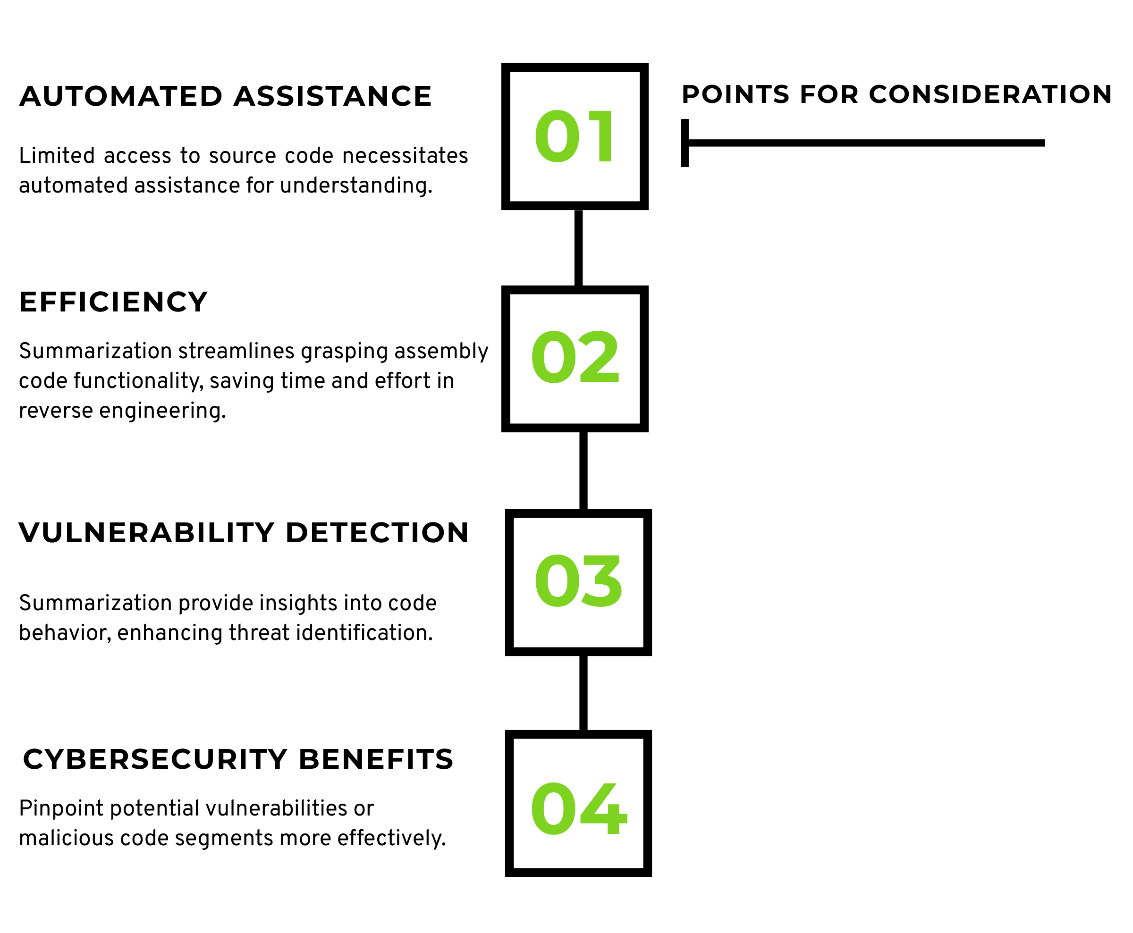 AUTOMATED ASSISTANCE
Limited access to source code necessitates
automated assistance for understanding.
01
POINTS FOR CONSIDERATION
EFFICIENCY
Summarization streamlines grasping assembly
code functionality, saving time and effort in
reverse engineering.
02
VULNERABILITY DETECTION
Summarization provide insights into code
behavior, enhancing threat identification.
03
CYBERSECURITY BENEFITS
Pinpoint potential vulnerabilities or
malicious code segments more effectively.
04